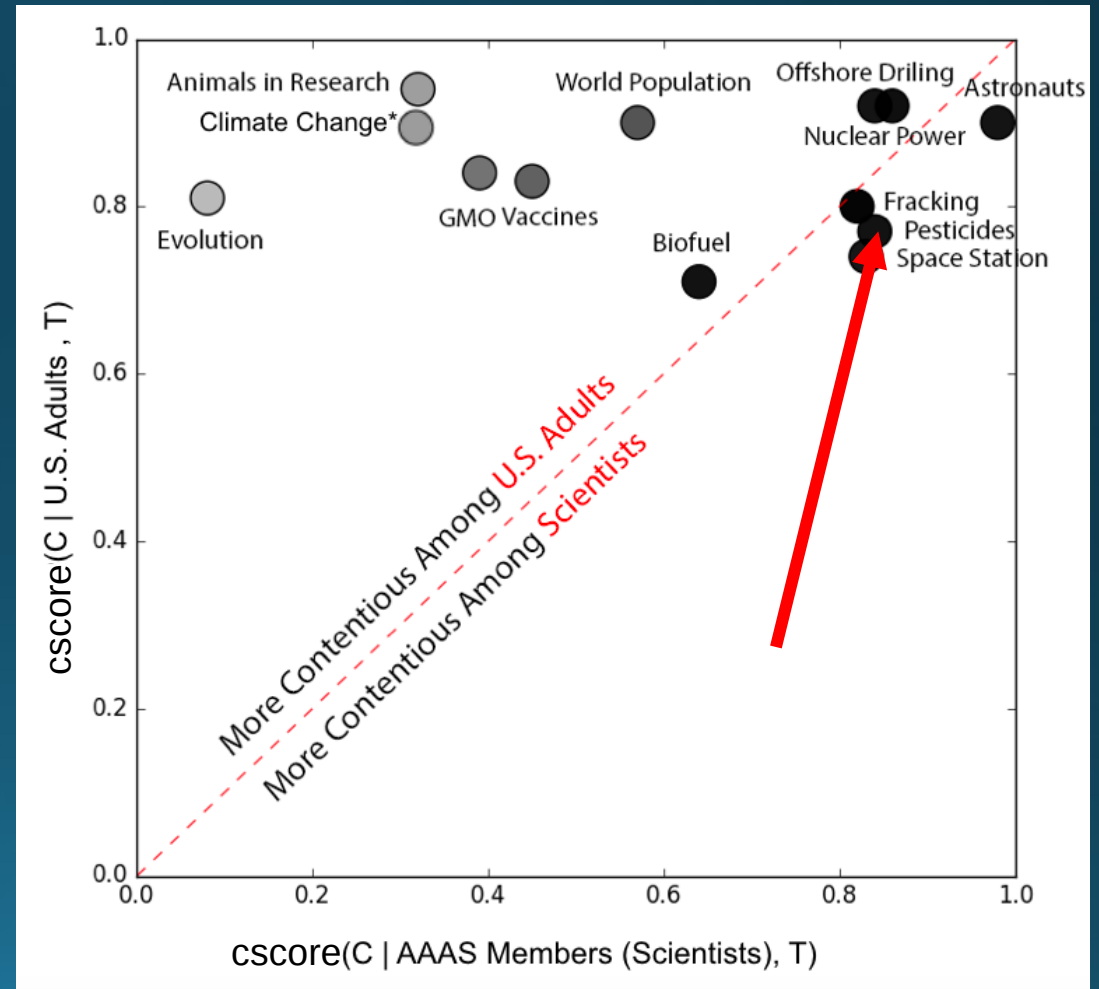 1.0
Animals in Research
World Population
Offshore Driling
Astronauts
Climate Change*
Nuclear Power
0.8
Fracking
GMO Vaccines
Pesticides
Evolution
Biofuel
Space Station
0.6
0.4
0.2
0.0
More Contentious Among U.S. Adults
More Contentious Among Scientists
cscore(C | U.S. Adults , T)
0.0 0.2 0.4 0.6 0.8 1.0
cscore(C | AAAS Members (Scientists), T)